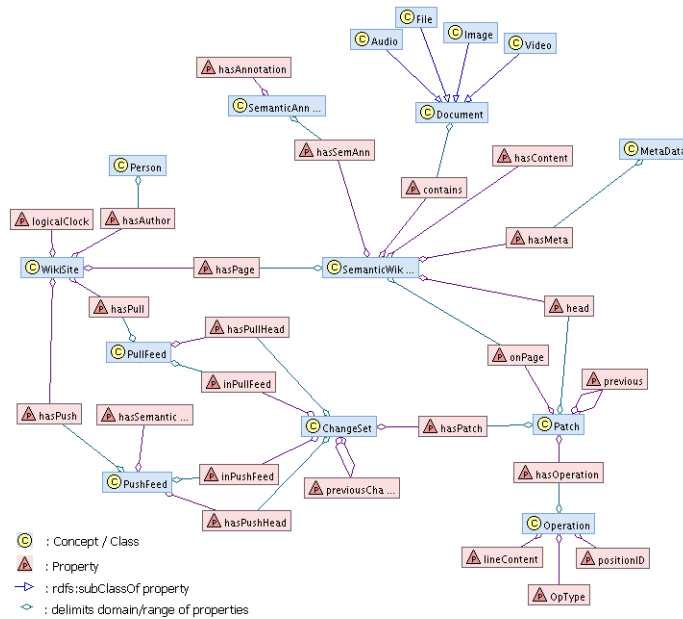 C File
C Image
C Audio
C Video
P hasAnnotation
C SemanticAnn ...
C Document
P hasSemAnn
P hasContent
C MetaData
C Person
P contains
P logicalClock
P hasAuthor
P hasMeta
C WikiSite
P hasPage
C SemanticWik ...
P hasPull
P hasPullHead
P head
C PullFeed
P onPage
P inPullFeed
P previous
P hasPush
P hasSemantic ...
C ChangeSet
P hasPatch
C Patch
C PushFeed
P inPushFeed
P previousCha ...
P hasOperation
P hasPushHead
C Operation
P lineContent
P positionID
P OpType
C : Concept / Class
P : Property
: rdfs:subClassOf property
: delimits domain/range of properties